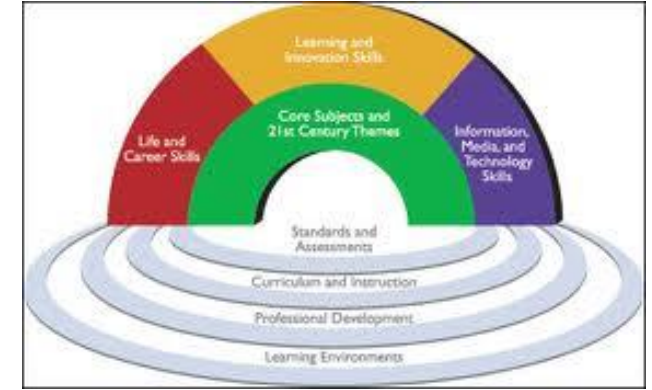 Learning and
Innovation Skills
Core Subjects and
21st Century Themes
Life and
Career Skills
Information,
Media, and
Technology
Skills
Standards and
Assessments
Curriculum and Instruction
Professional Development
Learning Environments